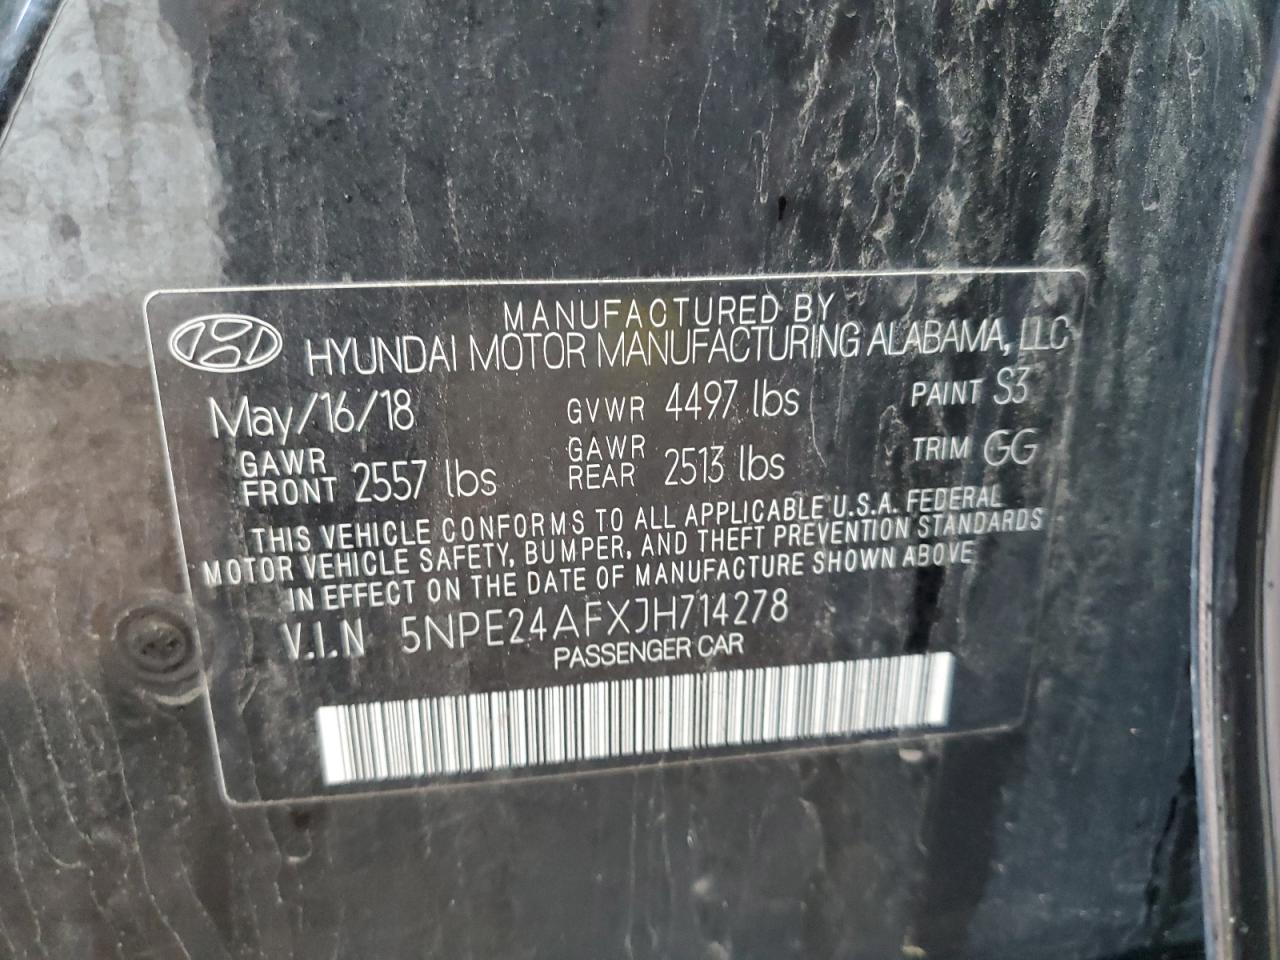 MANUFACTURED BY
HYUNDAI MOTOR MANUFACTURING ALABAMA, LLC
May/16/18 GVWR 4497 lbs PAINT S3
GAWR FRONT 2557 lbs GAWR REAR 2513 lbs TRIM GG
THIS VEHICLE CONFORMS TO ALL APPLICABLE U.S.A. FEDERAL
MOTOR VEHICLE SAFETY, BUMPER, AND THEFT PREVENTION STANDARDS
IN EFFECT ON THE DATE OF MANUFACTURE SHOWN ABOVE
V.I.N 5NPE24AFXJH714278
PASSENGER CAR